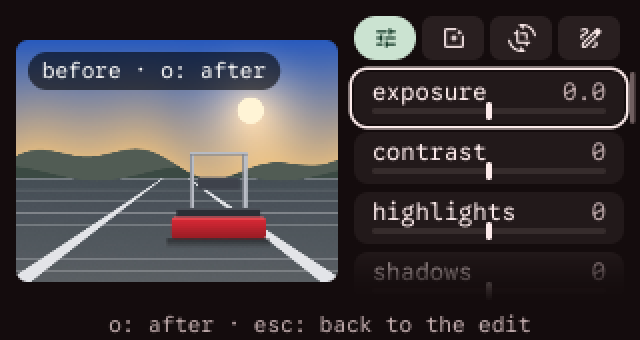 before · o: after
exposure 0.0
contrast 0
highlights 0
shadows 0
o: after · esc: back to the edit